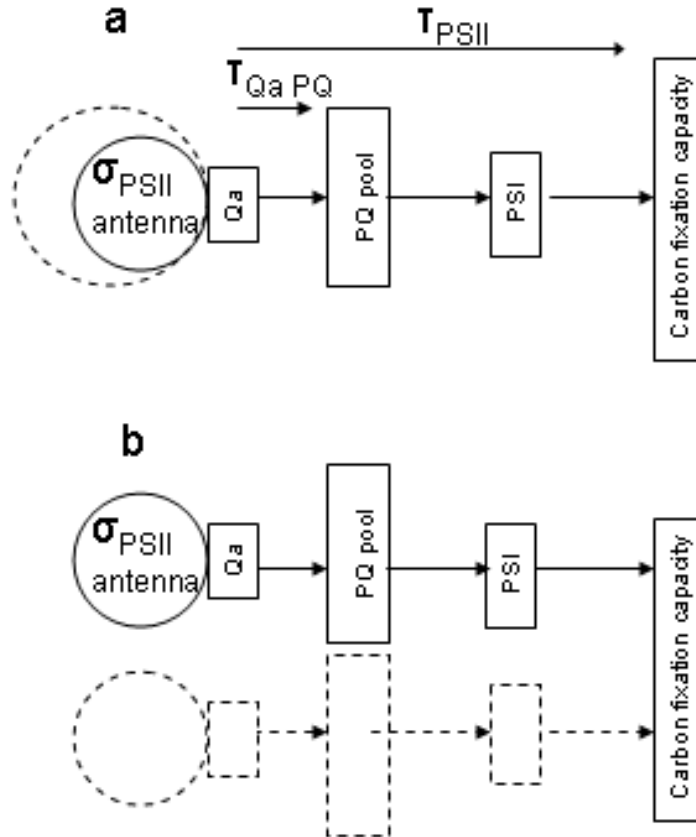 a
τPSII
τQa PQ
σPSII
antenna
Qa
PQ pool
PSI
Carbon fixation capacity
b
σPSII
antenna
Qa
PQ pool
PSI
Carbon fixation capacity